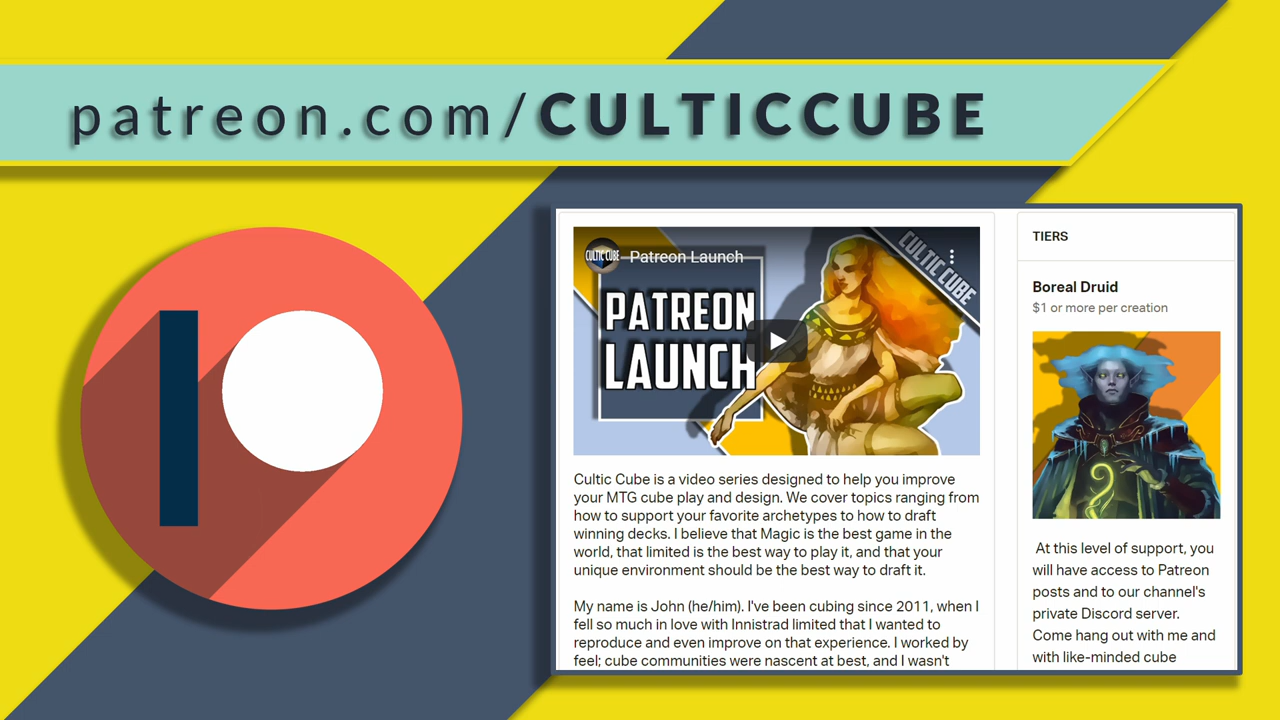 patreon.com/CULTICCUBE
CULTIC CUBE
Patreon Launch
CULTIC CUBE
PATREON
LAUNCH
Cultic Cube is a video series designed to help you improve
your MTG cube play and design. We cover topics ranging from
how to support your favorite archetypes to how to draft
winning decks. I believe that Magic is the best game in the
world, that limited is the best way to play it, and that your
unique environment should be the best way to draft it.
My name is John (he/him). I've been cubing since 2011, when I
fell so much in love with Innistrad limited that I wanted to
reproduce and even improve on that experience. I worked by
feel; cube communities were nascent at best, and I wasn't
TIERS
Boreal Druid
$1 or more per creation
At this level of support, you
will have access to Patreon
posts and to our channel's
private Discord server.
Come hang out with me and
with like-minded cube